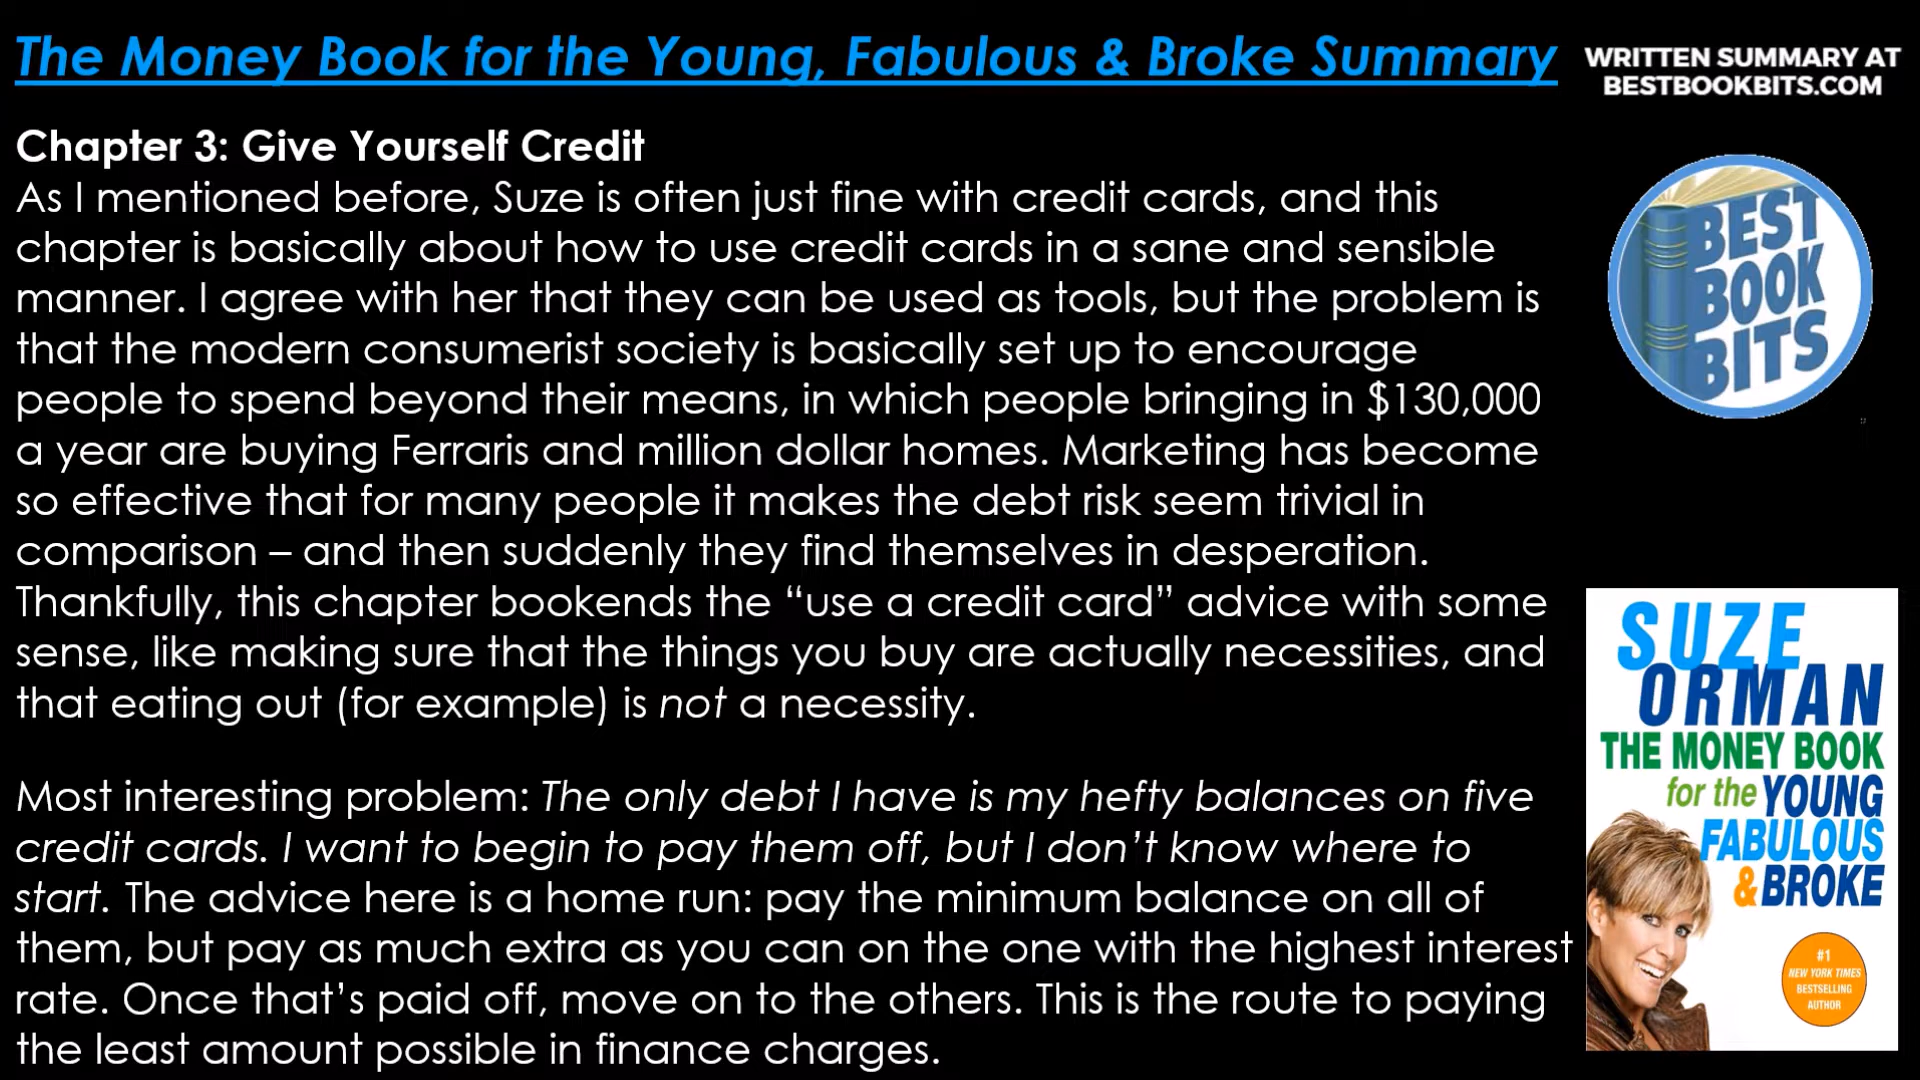 The Money Book for the Young, Fabulous & Broke Summary
WRITTEN SUMMARY AT
BESTBOOKBITS.COM
Chapter 3: Give Yourself Credit
As I mentioned before, Suze is often just fine with credit cards, and this
chapter is basically about how to use credit cards in a sane and sensible
manner. I agree with her that they can be used as tools, but the problem is
that the modern consumerist society is basically set up to encourage
people to spend beyond their means, in which people bringing in $130,000
a year are buying Ferraris and million dollar homes. Marketing has become
so effective that for many people it makes the debt risk seem trivial in
comparison – and then suddenly they find themselves in desperation.
Thankfully, this chapter bookends the “use a credit card” advice with some
sense, like making sure that the things you buy are actually necessities, and
that eating out (for example) is not a necessity.
Most interesting problem: The only debt I have is my hefty balances on five
credit cards. I want to begin to pay them off, but I don’t know where to
start. The advice here is a home run: pay the minimum balance on all of
them, but pay as much extra as you can on the one with the highest interest
rate. Once that’s paid off, move on to the others. This is the route to paying
the least amount possible in finance charges.
BEST
BOOK
BITS
SUZE
ORMAN
THE MONEY BOOK
for the YOUNG
FABULOUS
& BROKE
#1
NEW YORK TIMES
BESTSELLING
AUTHOR